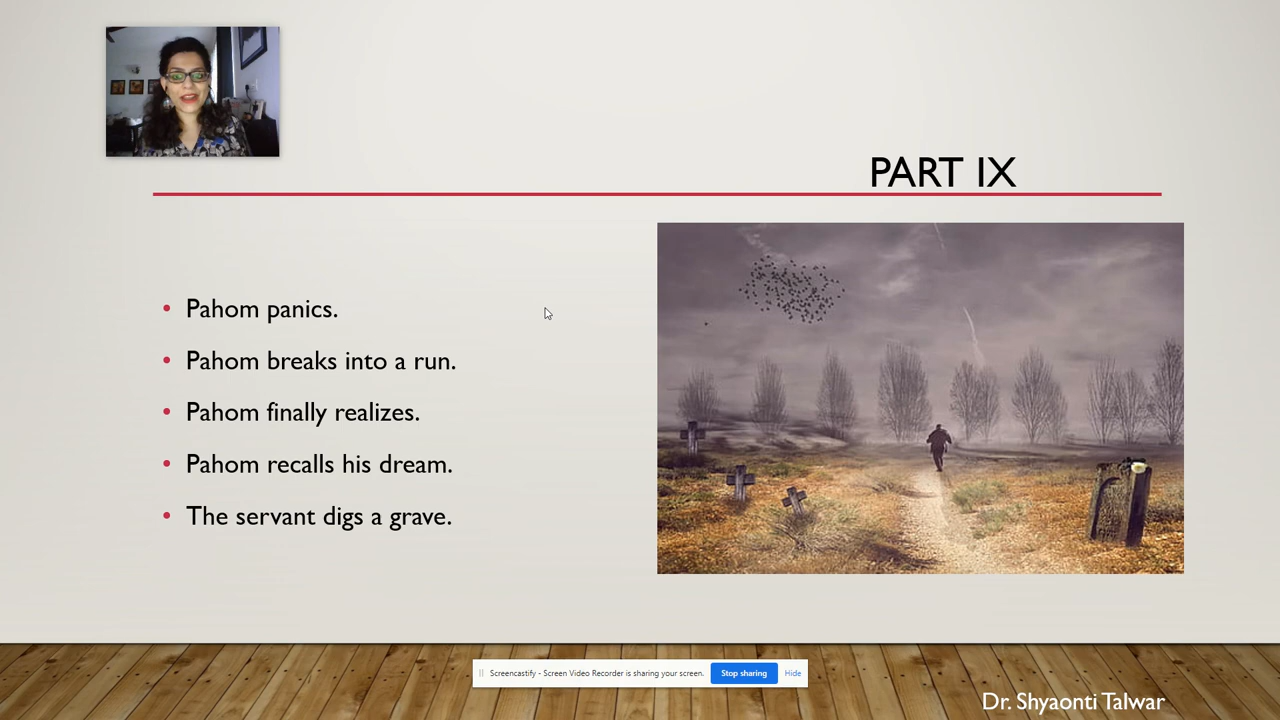 PART IX
Pahom panics.
Pahom breaks into a run.
Pahom finally realizes.
Pahom recalls his dream.
The servant digs a grave.
Screencastify - Screen Video Recorder is sharing your screen. Stop sharing Hide
Dr. Shyaonti Talwar